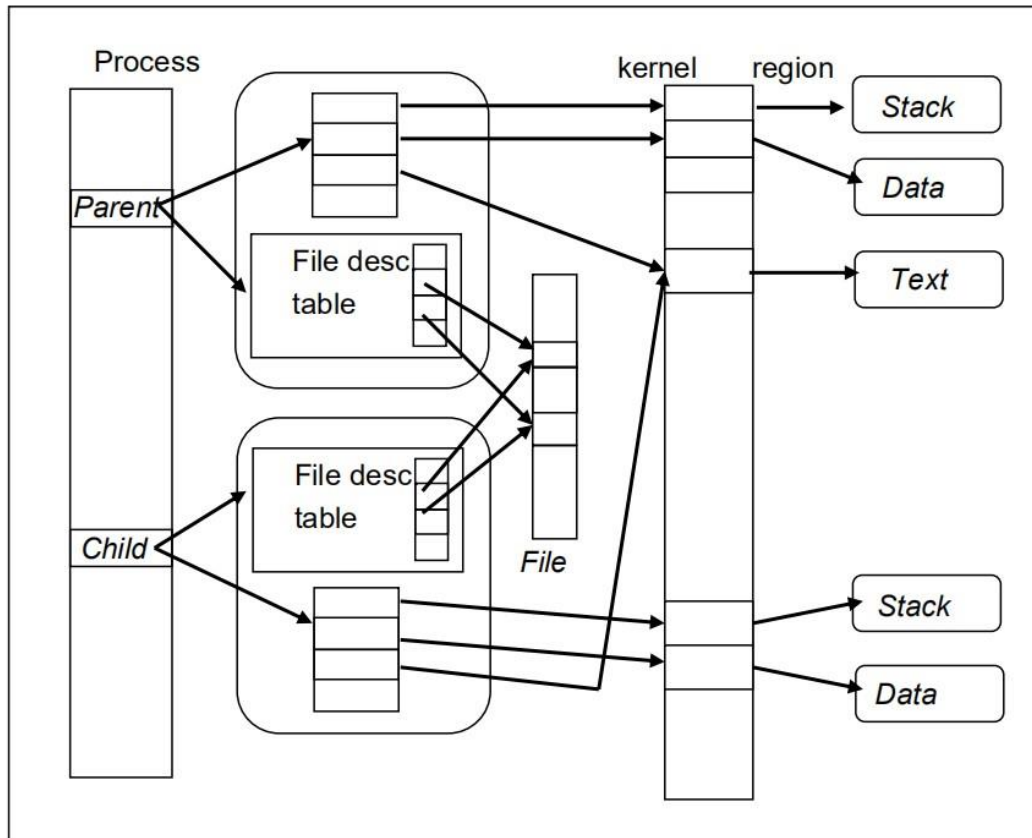 Process
kernel region
Stack
Data
Parent
File desc.
table
Text
File desc.
table
Child
File
Stack
Data